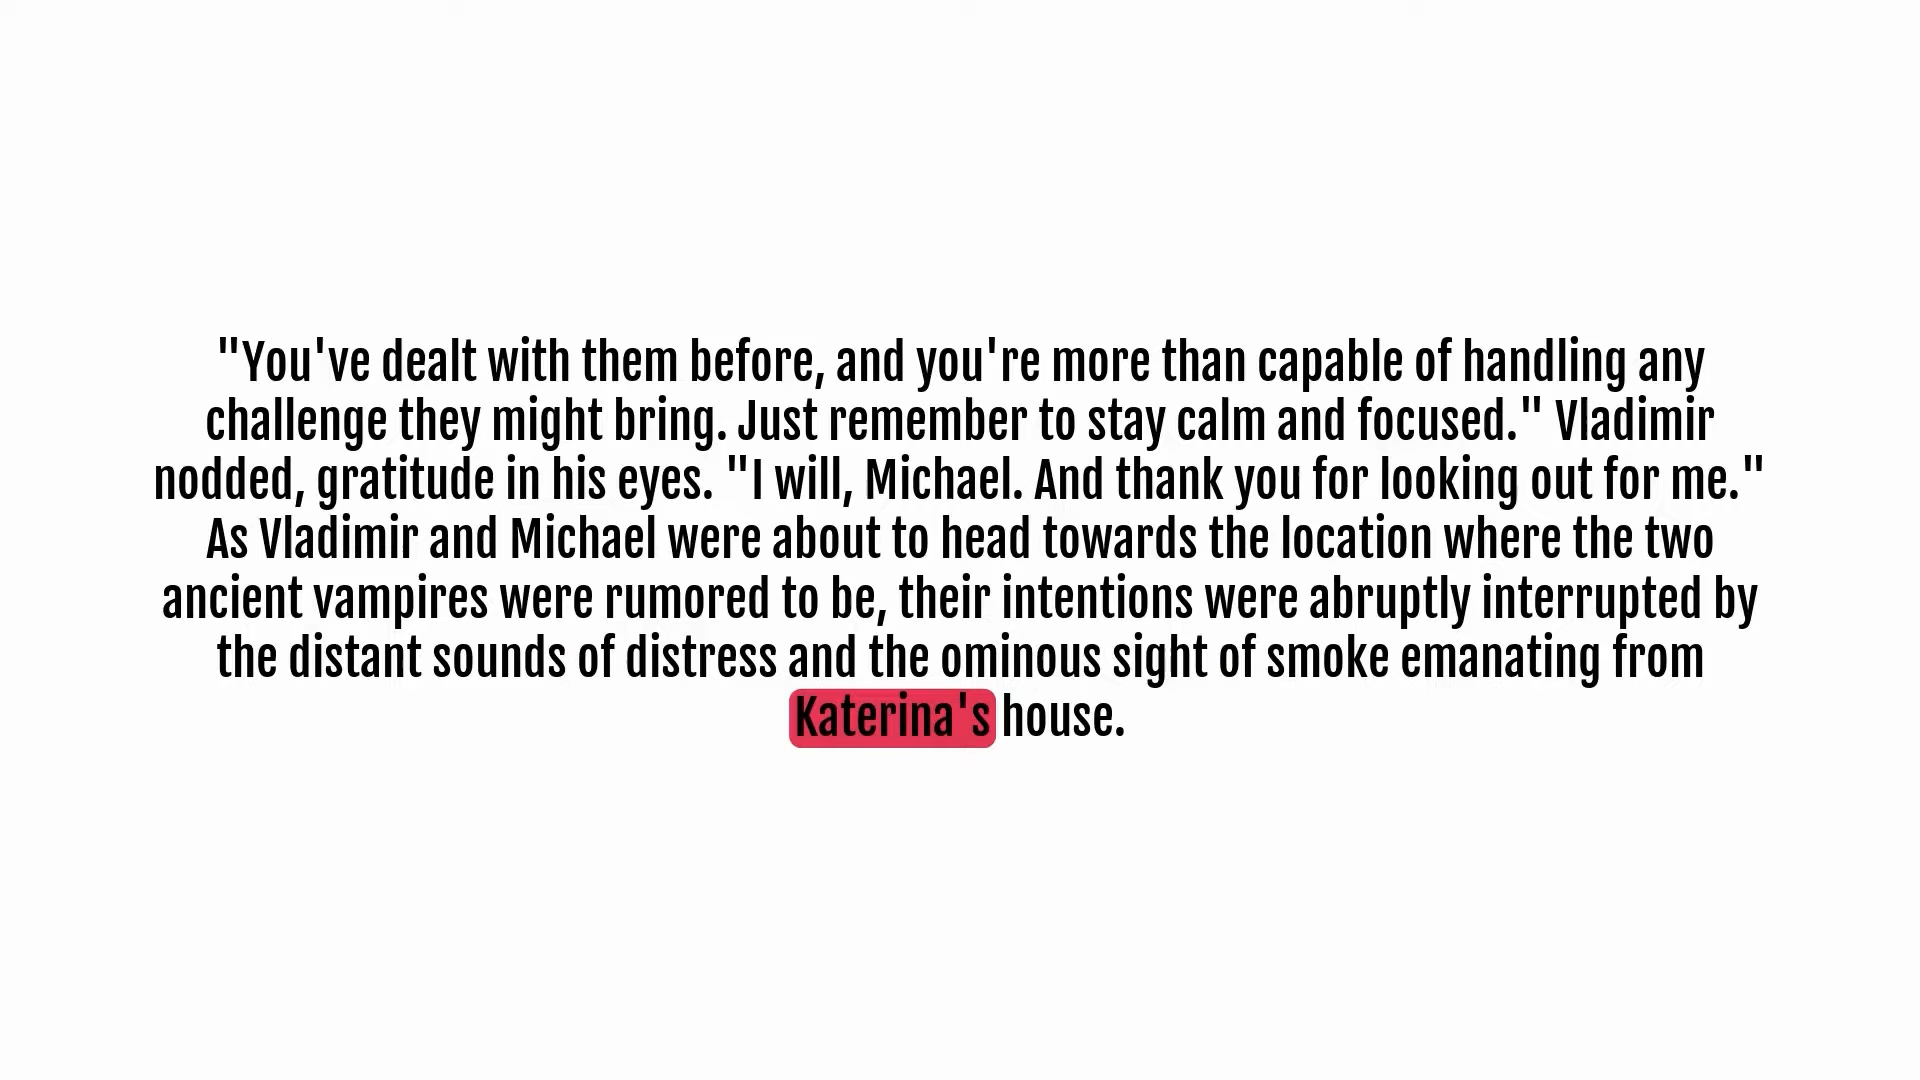 "You've dealt with them before, and you're more than capable of handling any
challenge they might bring. Just remember to stay calm and focused." Vladimir
nodded, gratitude in his eyes. "I will, Michael. And thank you for looking out for me."
As Vladimir and Michael were about to head towards the location where the two
ancient vampires were rumored to be, their intentions were abruptly interrupted by
the distant sounds of distress and the ominous sight of smoke emanating from
Katerina's house.